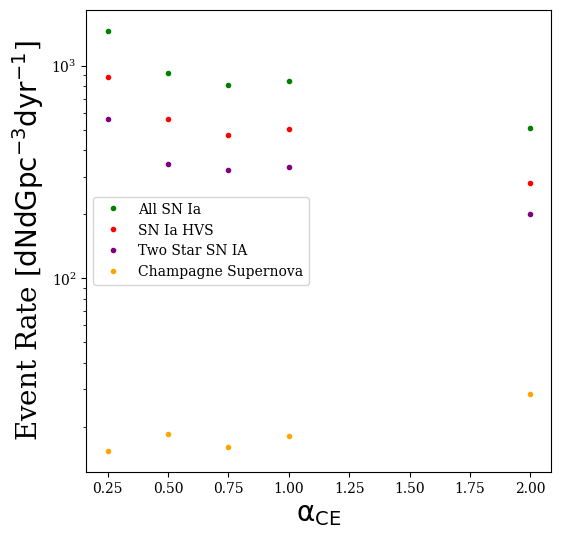 Event Rate [dNdGpc⁻³dyr⁻¹]
10³
10²
All SN Ia
SN Ia HVS
Two Star SN IA
Champagne Supernova
0.25 0.50 0.75 1.00 1.25 1.50 1.75 2.00
α_CE